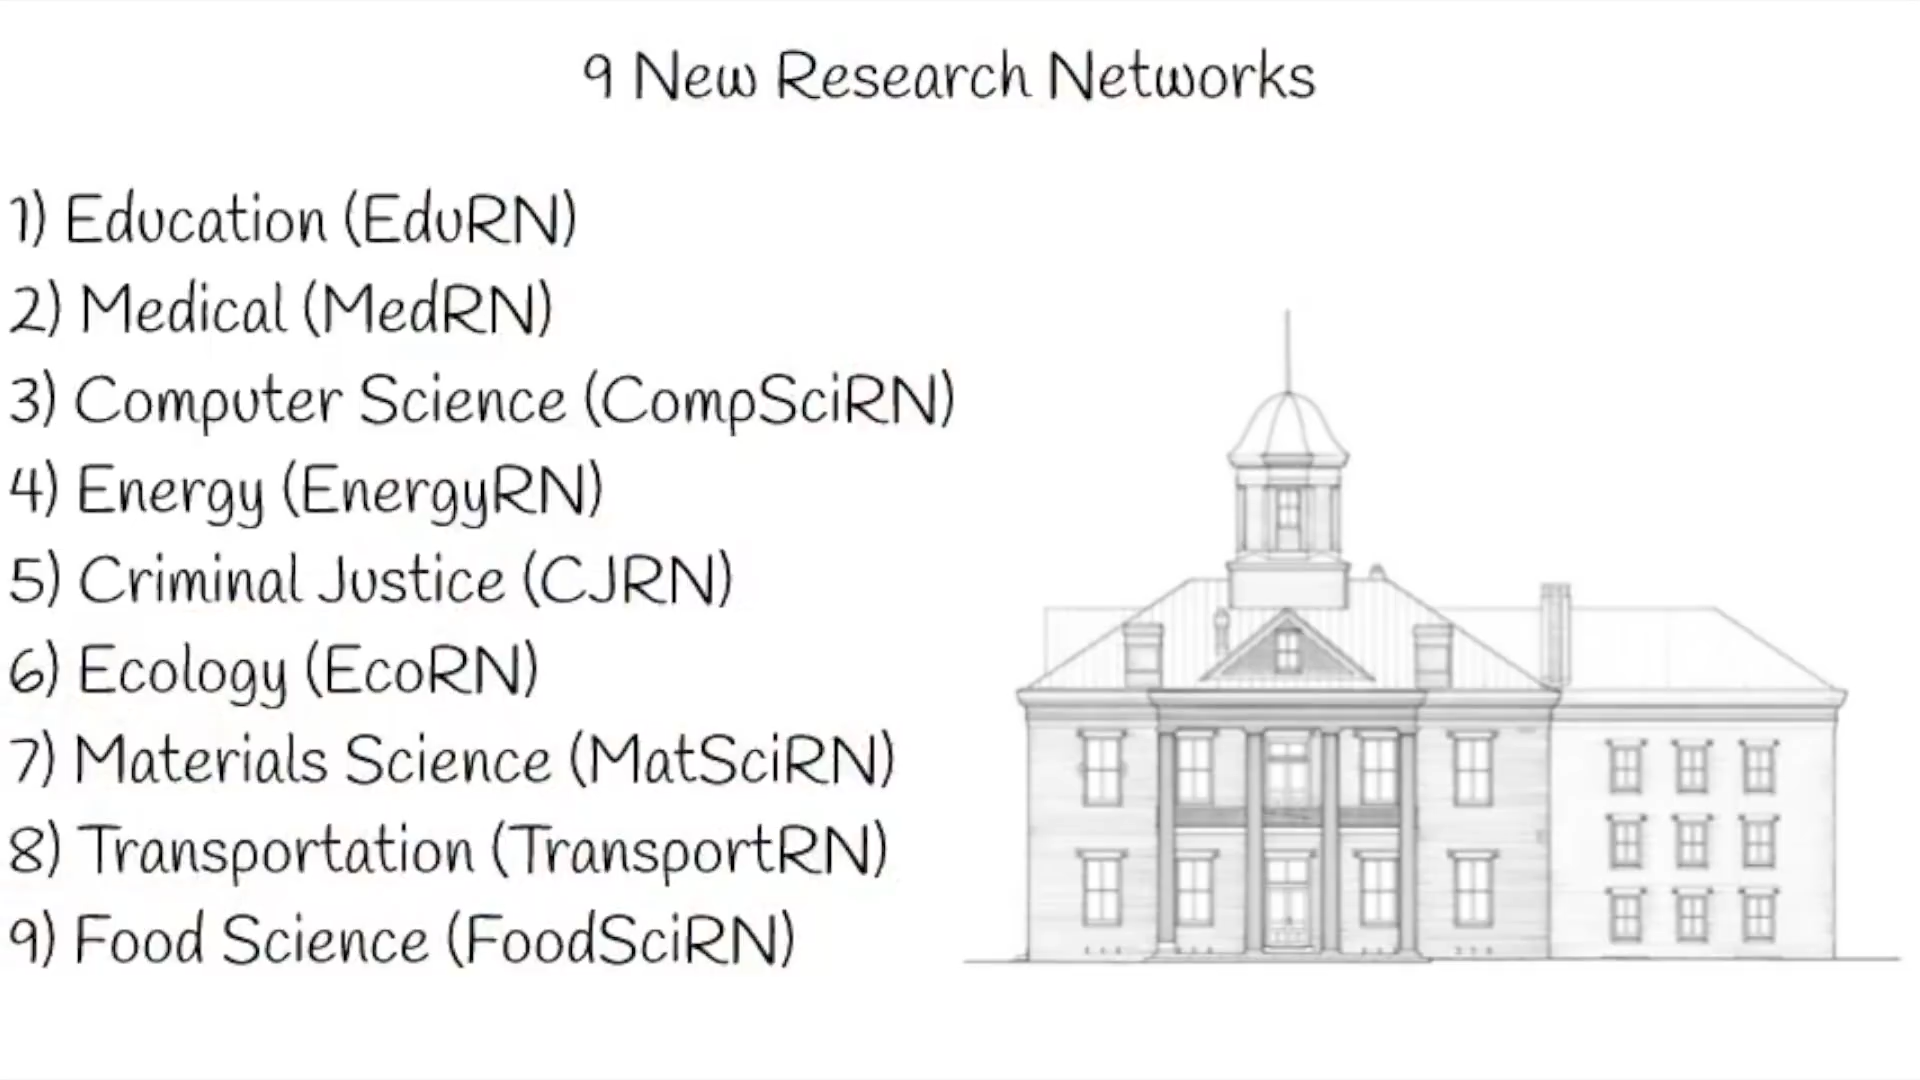 9 New Research Networks
1) Education (EduRN)
2) Medical (MedRN)
3) Computer Science (CompSciRN)
4) Energy (EnergyRN)
5) Criminal Justice (CJRN)
6) Ecology (EcoRN)
7) Materials Science (MatSciRN)
8) Transportation (TransportRN)
9) Food Science (FoodSciRN)